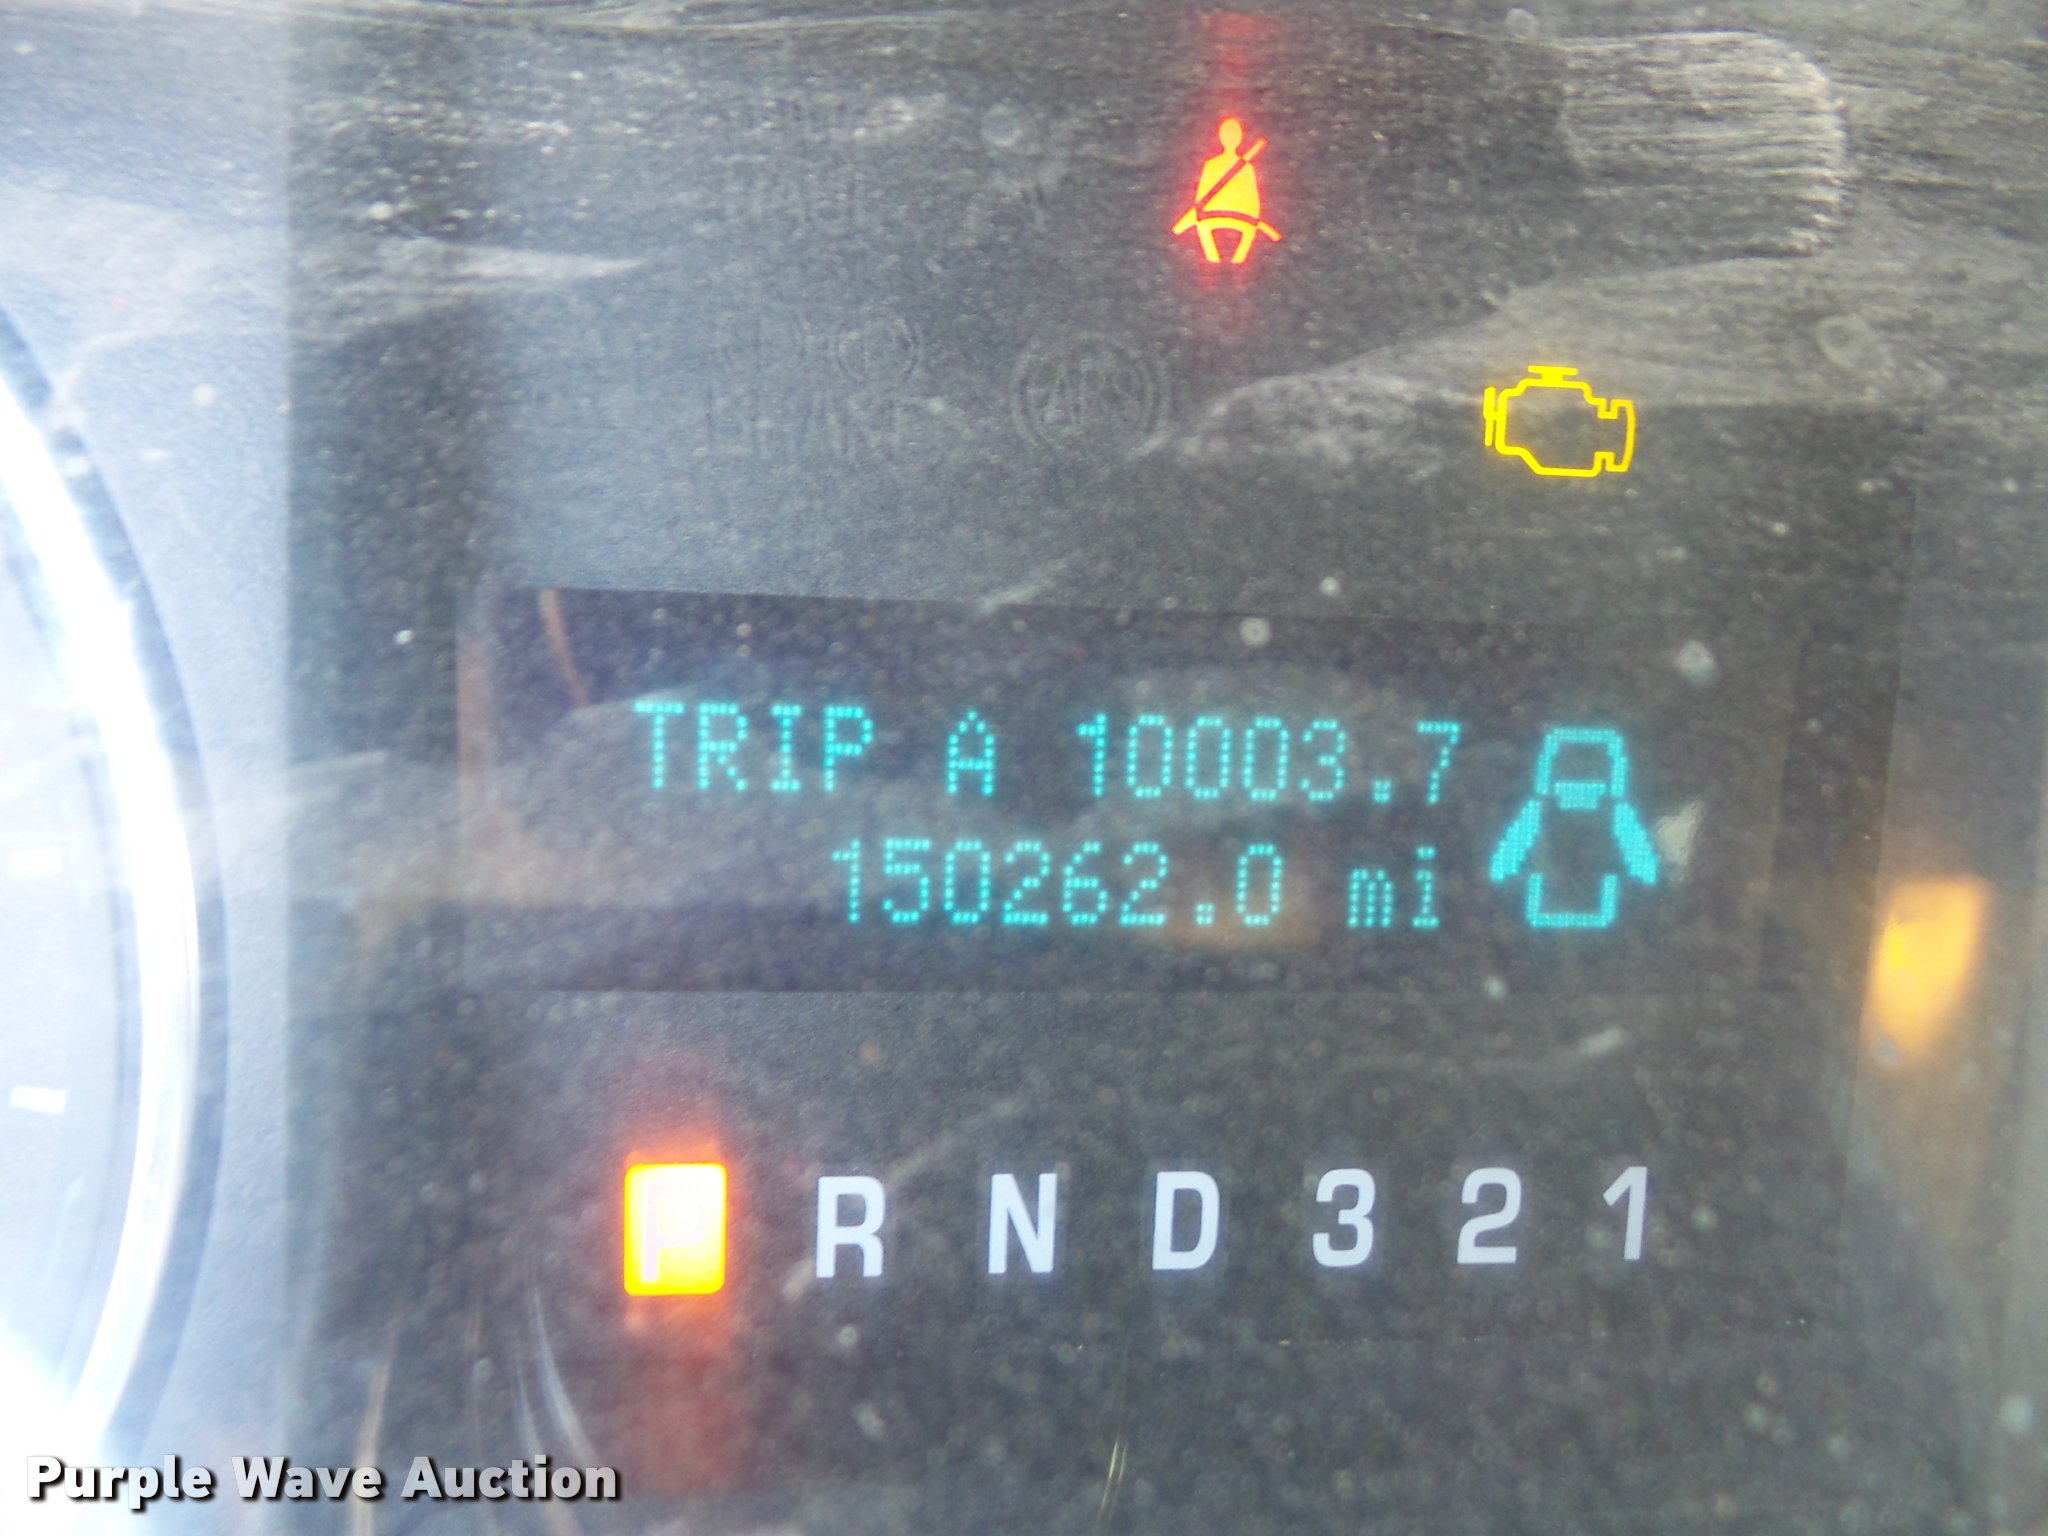 TRIP A 10003.7
150262.0 mi
P R N D 3 2 1
Purple Wave Auction